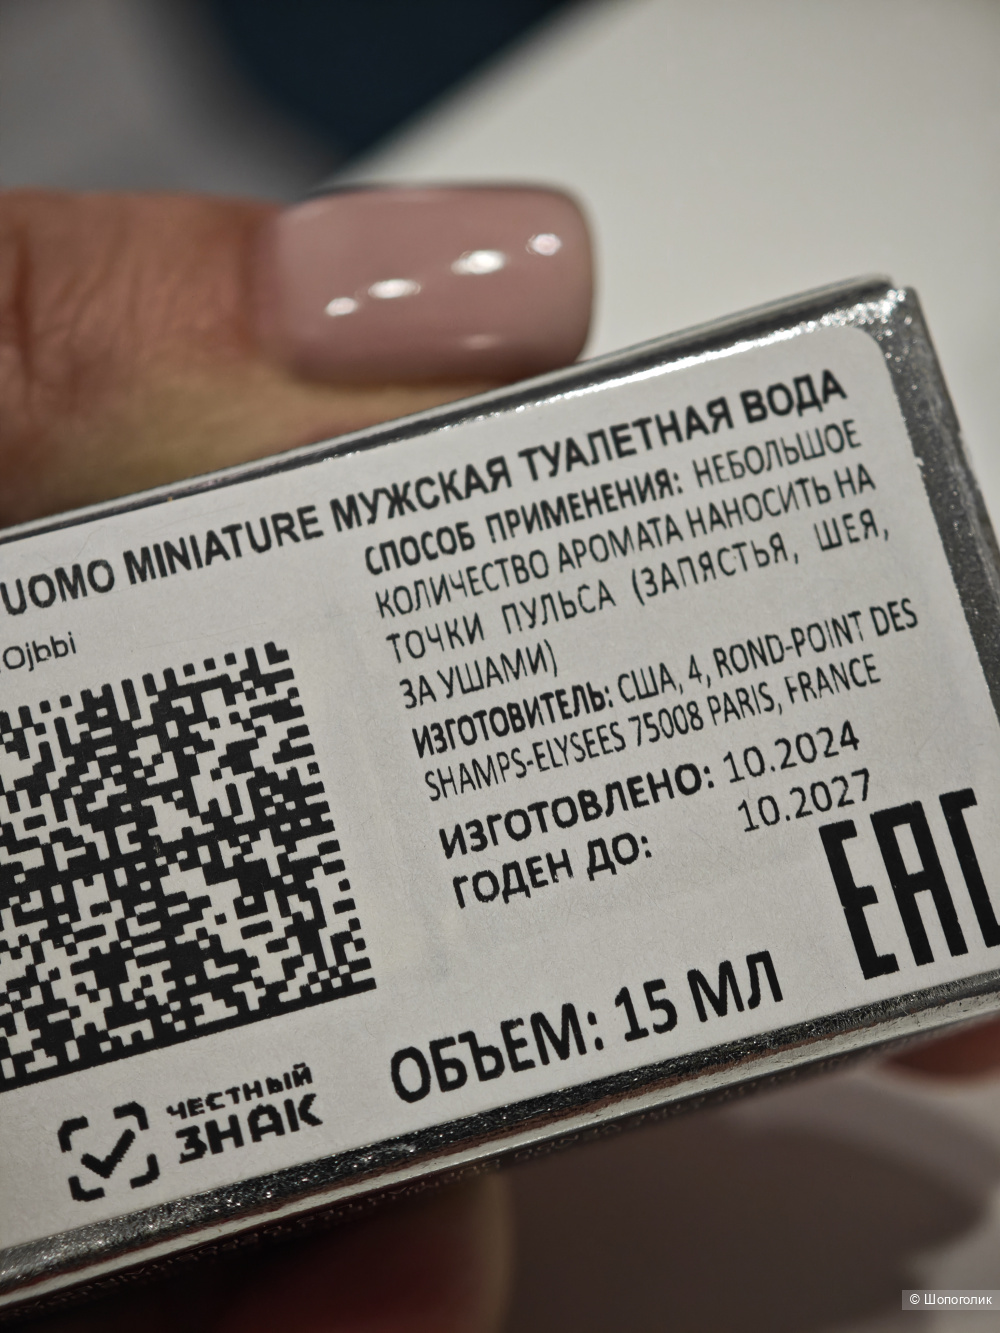 UOMO MINIATURE МУЖСКАЯ ТУАЛЕТНАЯ ВОДА
Ojbbi
СПОСОБ ПРИМЕНЕНИЯ: НЕБОЛЬШОЕ
КОЛИЧЕСТВО АРОМАТА НАНОСИТЬ НА
ТОЧКИ ПУЛЬСА (ЗАПЯСТЬЯ, ШЕЯ,
ЗА УШАМИ)
ИЗГОТОВИТЕЛЬ: США, 4, ROND-POINT DES
SHAMPS-ELYSEES 75008 PARIS, FRANCE
ИЗГОТОВЛЕНО: 10.2024
ГОДЕН ДО: 10.2027
EAC
ОБЪЕМ: 15 МЛ
ЧЕСТНЫЙ
ЗНАК
© Шопоголик